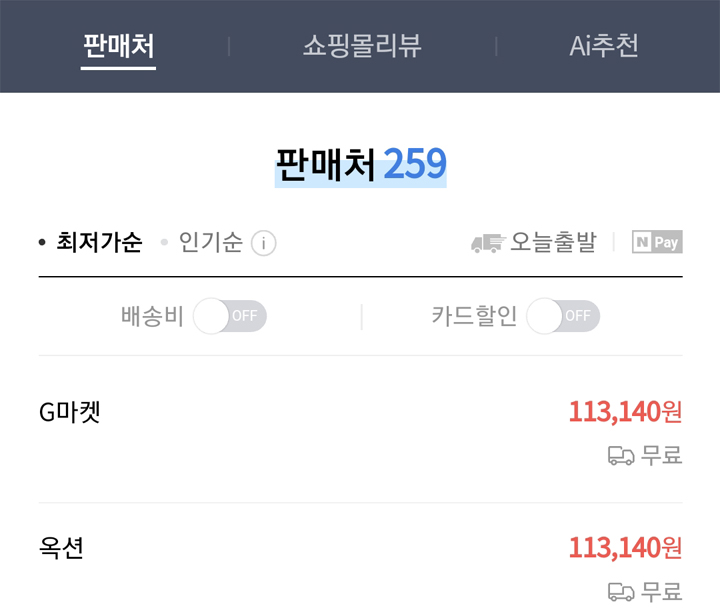 판매처 쇼핑몰리뷰 Ai추천
판매처 259
• 최저가순 • 인기순 i 오늘출발 N Pay
배송비 OFF 카드할인 OFF
G마켓 113,140원
무료
옥션 113,140원
무료